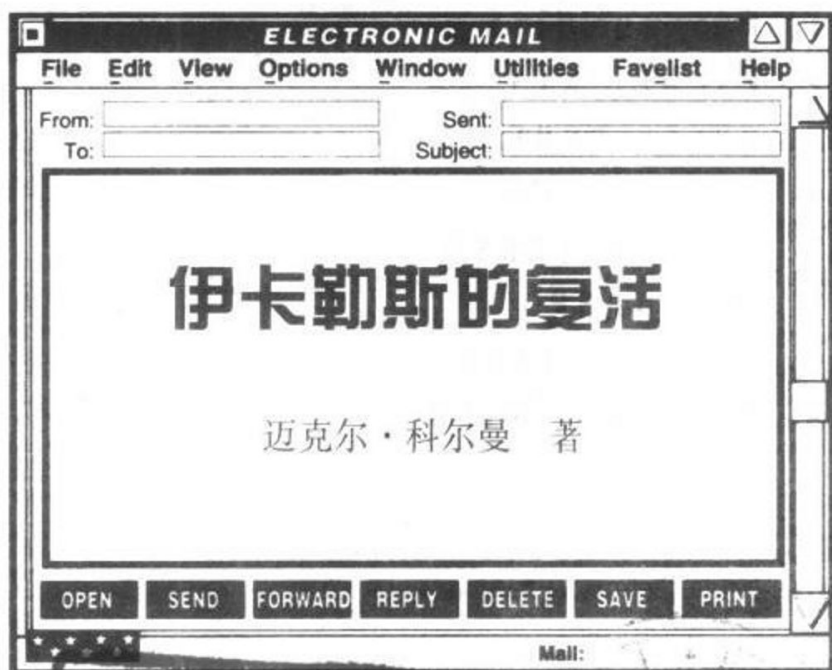 ELECTRONIC MAIL
File Edit View Options Window Utilities Favelist Help
From: Sent:
To: Subject:
伊卡勒斯的复活
迈克尔·科尔曼 著
OPEN SEND FORWARD REPLY DELETE SAVE PRINT
Mail: